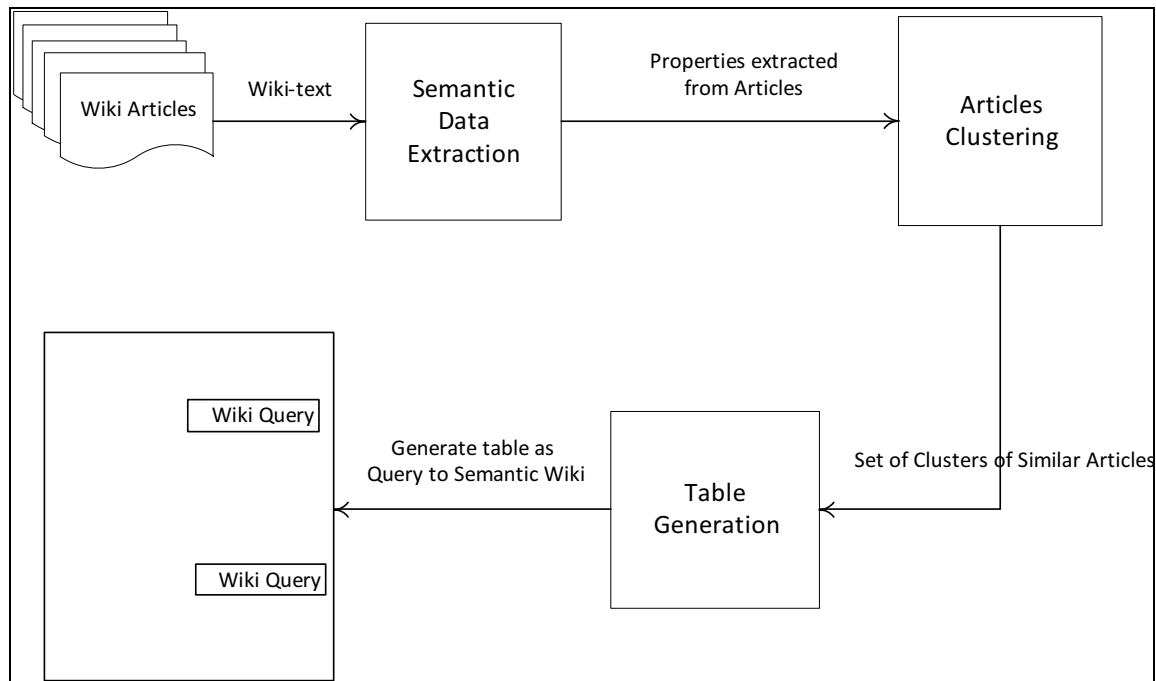 Wiki Articles
Wiki-text
Semantic
Data
Extraction
Properties extracted
from Articles
Articles
Clustering
Set of Clusters of Similar Articles
Table
Generation
Generate table as
Query to Semantic Wiki
Wiki Query
Wiki Query